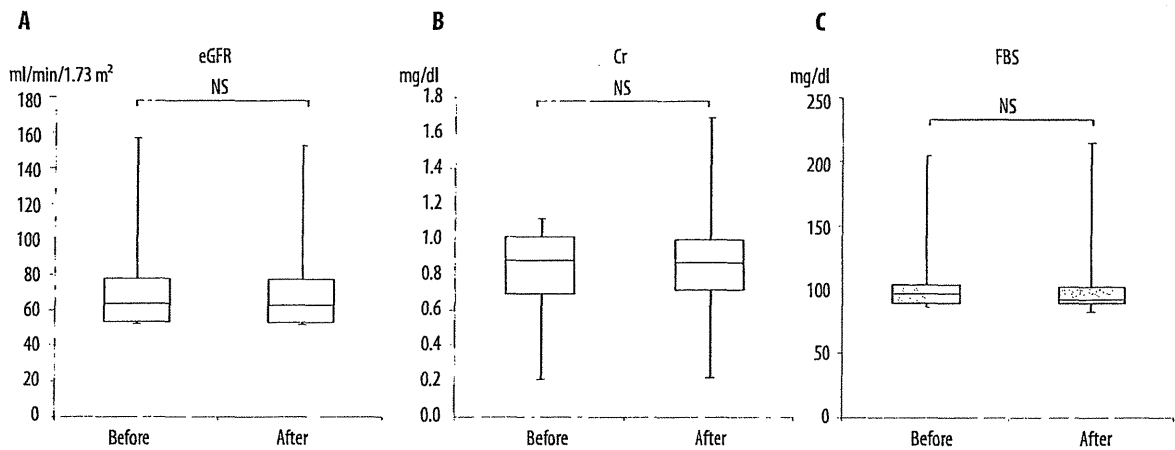 A
eGFR
ml/min/1.73 m²
NS
180
160
140
120
100
80
60
40
20
0
Before After
B
Cr
mg/dl
NS
1.8
1.6
1.4
1.2
1.0
0.8
0.6
0.4
0.2
0.0
Before After
C
FBS
mg/dl
NS
250
200
150
100
50
0
Before After